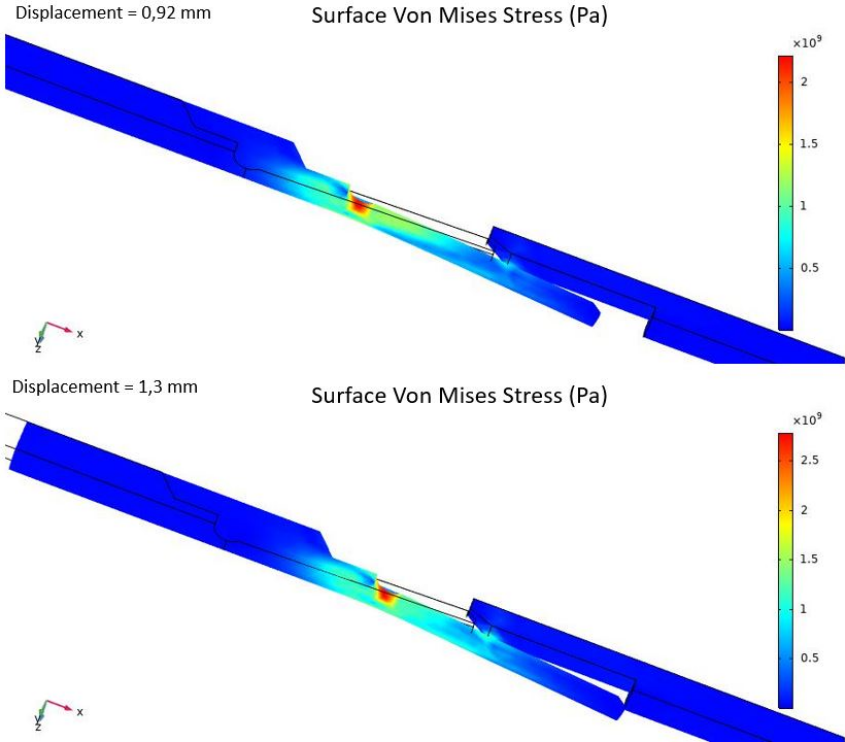 Displacement = 0,92 mm
Surface Von Mises Stress (Pa)
×10⁹
2
1.5
1
0.5
y
z
x
Displacement = 1,3 mm
Surface Von Mises Stress (Pa)
×10⁹
2.5
2
1.5
1
0.5
y
z
x